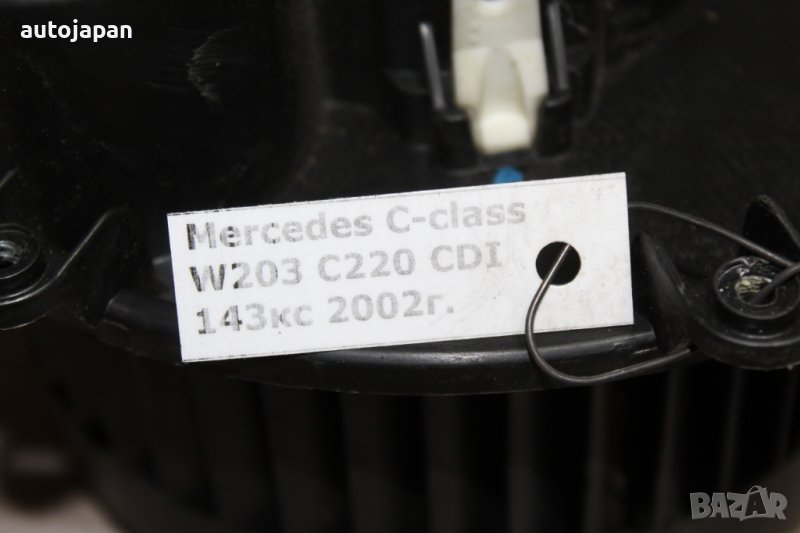 autojapan
Mercedes C-class
W203 C220 CDI
143кс 2002г.
BAZAR